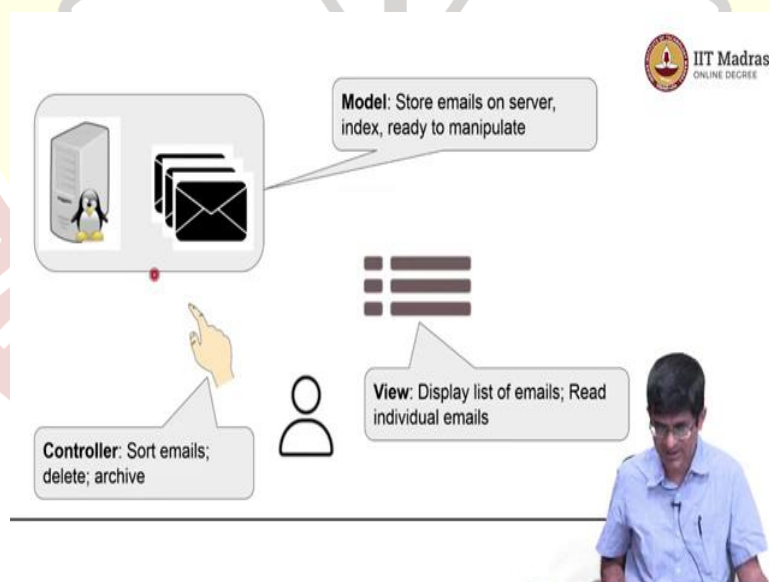 IIT Madras
ONLINE DEGREE
Model: Store emails on server,
index, ready to manipulate
View: Display list of emails; Read
individual emails
Controller: Sort emails;
delete; archive